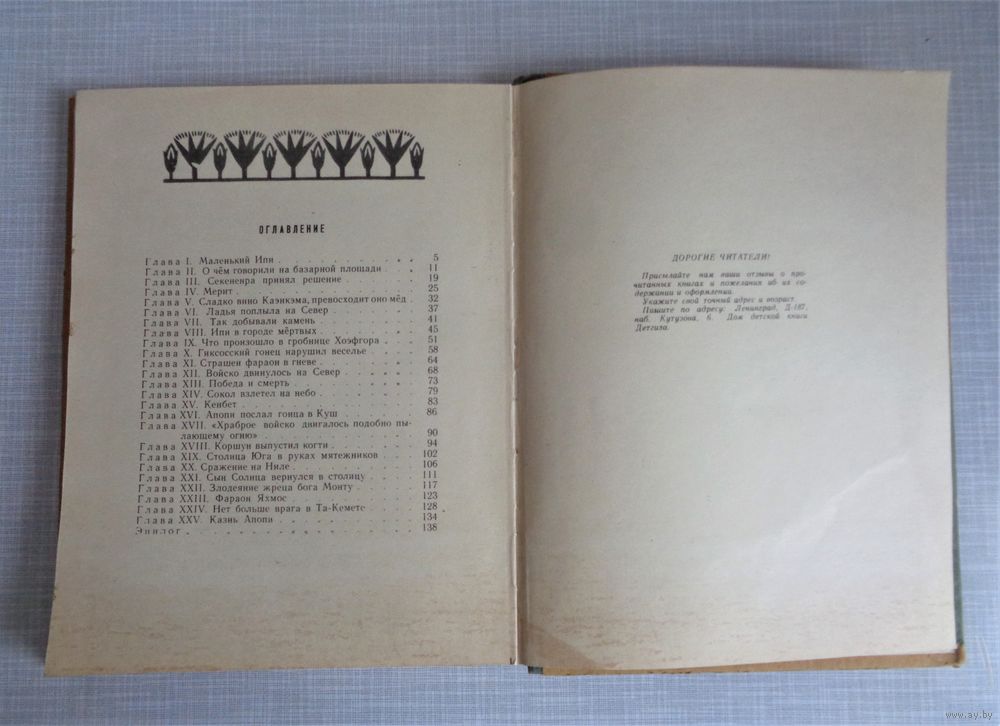 ОГЛАВЛЕНИЕ
Глава I. Маленький Ипи 5
Глава II. О чём говорили на базарной площади 11
Глава III. Секененра принял решение 19
Глава IV. Мерит 25
Глава V. Сладко вино Каэнкэма, превосходит оно мёд 32
Глава VI. Ладья поплыла на Север 37
Глава VII. Так добывали камень 41
Глава VIII. Ипи в городе мёртвых 45
Глава IX. Что произошло в гробнице Хоэфгора 51
Глава X. Гиксосский гонец нарушил веселье 58
Глава XI. Страшен фараон в гневе 64
Глава XII. Войско двинулось на Север 68
Глава XIII. Победа и смерть 73
Глава XIV. Сокол взлетел на небо 79
Глава XV. Кенбет 83
Глава XVI. Апопи послал гонца в Куш 86
Глава XVII. «Храброе войско двигалось подобно пы-
лающему огню» 90
Глава XVIII. Коршун выпустил когти 94
Глава XIX. Столица Юга в руках мятежников 102
Глава XX. Сражение на Ниле 106
Глава XXI. Сын Солнца вернулся в столицу 111
Глава XXII. Злодеяние жреца бога Монту 117
Глава XXIII. Фараон Яхмос 123
Глава XXIV. Нет больше врага в Та-Кемете 128
Глава XXV. Казнь Апопи 134
Эпилог 138
ДОРОГИЕ ЧИТАТЕЛИ!
Присылайте нам ваши отзывы о про-
читанных книгах и пожелания об их со-
держании и оформлении.
Укажите свой точный адрес и возраст.
Пишите по адресу: Ленинград, Д-187,
наб. Кутузова, 6. Дом детской книги
Детгиза.
www.ay.by